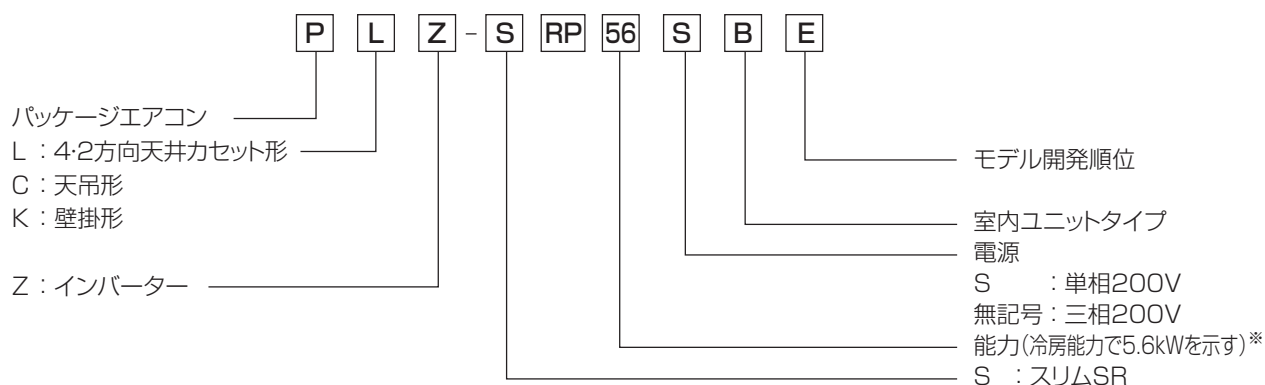 P L Z - S RP 56 S B E
パッケージエアコン
L：4・2方向天井カセット形
C：天吊形
K：壁掛形
Z：インバーター
モデル開発順位
室内ユニットタイプ
電源
S　　：単相200V
無記号：三相200V
能力(冷房能力で5.6kWを示す)※
S　：スリムSR